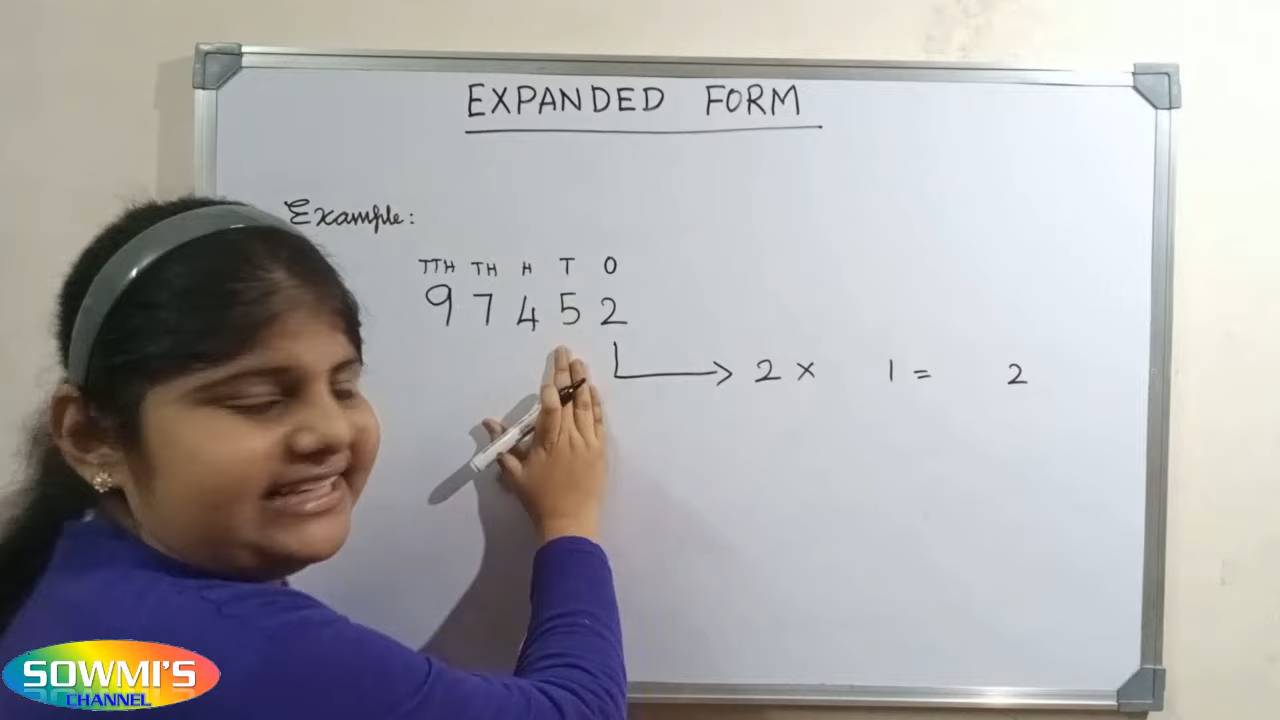 EXPANDED FORM
Example:
TTH TH H T O
9 7 4 5 2
2 × 1 = 2
SOWMI'S
CHANNEL